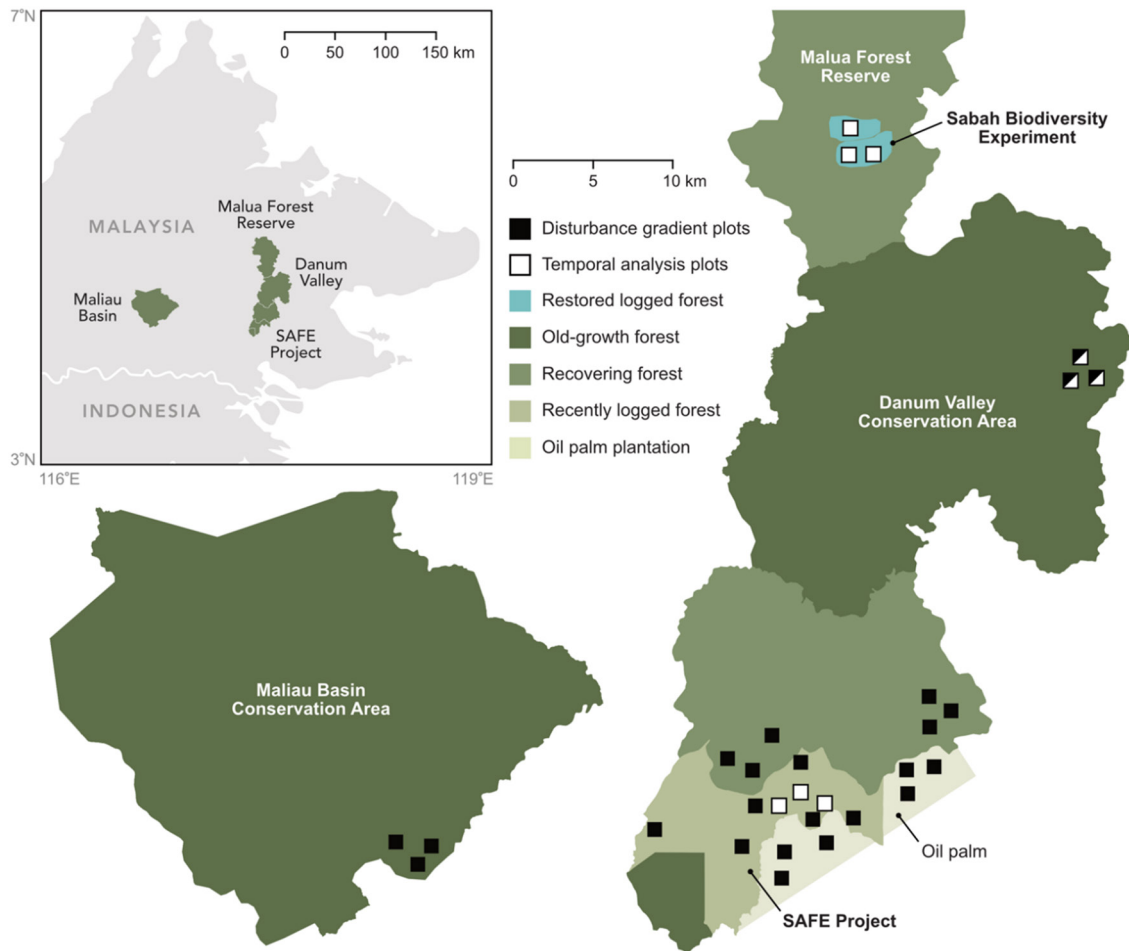 7°N
0 50 100 150 km
MALAYSIA
Malua Forest
Reserve
Danum
Valley
Maliau
Basin
SAFE
Project
INDONESIA
3°N
116°E
119°E
0 5 10 km
Disturbance gradient plots
Temporal analysis plots
Restored logged forest
Old-growth forest
Recovering forest
Recently logged forest
Oil palm plantation
Malua Forest
Reserve
Sabah Biodiversity
Experiment
Danum Valley
Conservation Area
Maliau Basin
Conservation Area
Oil palm
SAFE Project